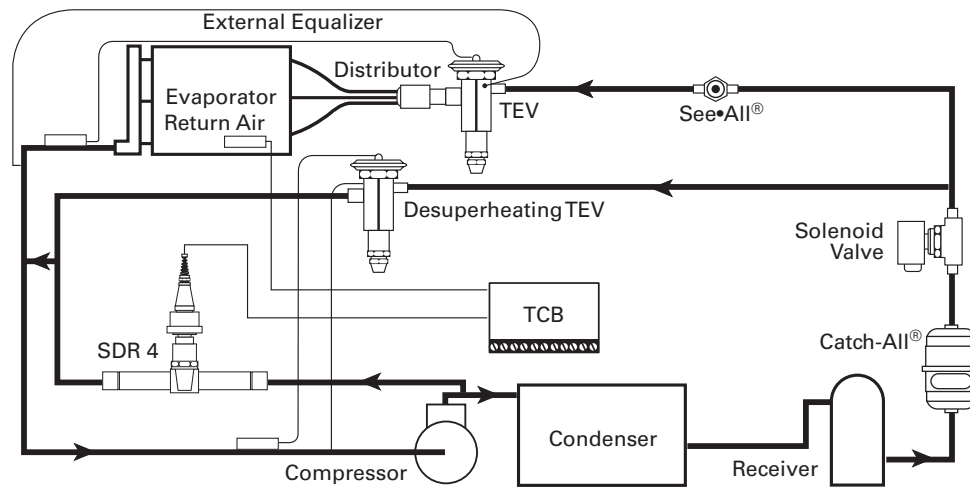 External Equalizer
Distributor
Evaporator
Return Air
TEV
See•All®
Desuperheating TEV
Solenoid
Valve
TCB
SDR 4
Catch-All®
Condenser
Compressor
Receiver